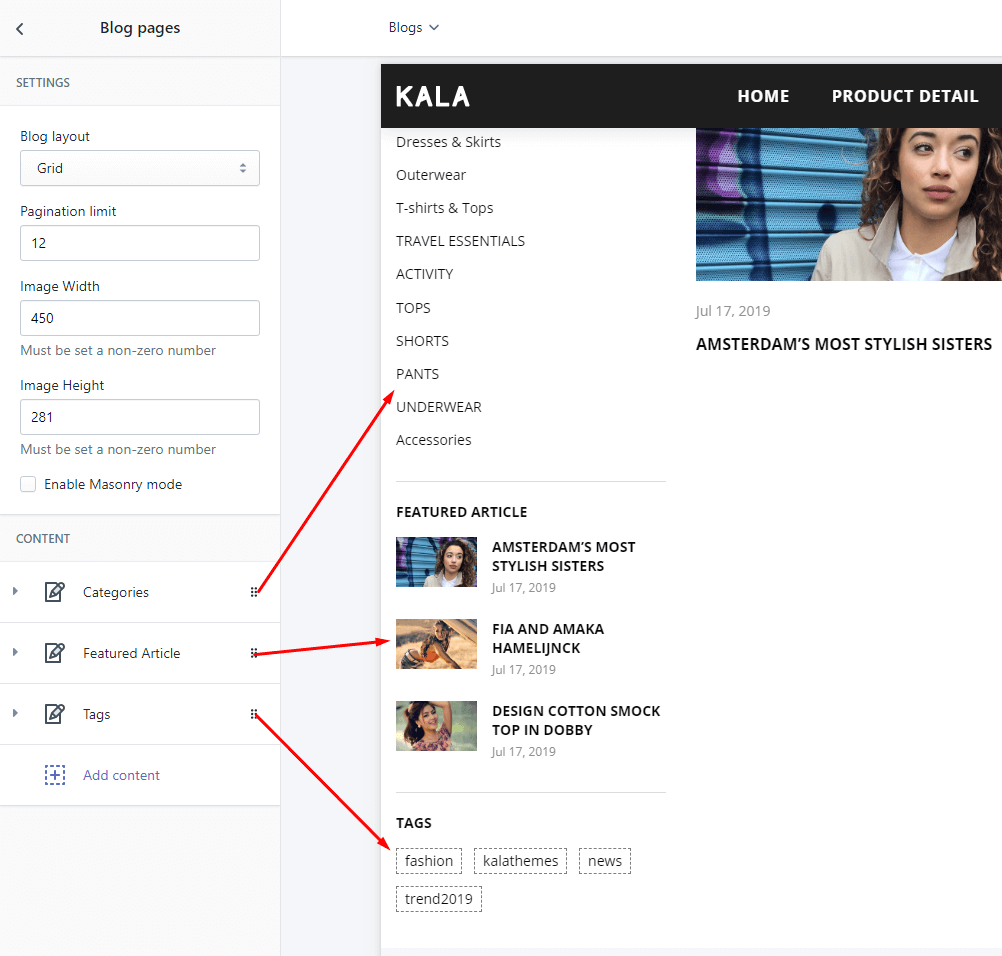 Blog pages
SETTINGS
Blog layout
Grid
Pagination limit
12
Image Width
450
Must be set a non-zero number
Image Height
281
Must be set a non-zero number
Enable Masonry mode
CONTENT
Categories
Featured Article
Tags
Add content
Blogs
KALA
HOME
PRODUCT DETAIL
Dresses & Skirts
Outerwear
T-shirts & Tops
TRAVEL ESSENTIALS
ACTIVITY
TOPS
SHORTS
PANTS
UNDERWEAR
Accessories
FEATURED ARTICLE
AMSTERDAM’S MOST
STYLISH SISTERS
Jul 17, 2019
FIA AND AMAKA
HAMELIJNCK
Jul 17, 2019
DESIGN COTTON SMOCK
TOP IN DOBBY
Jul 17, 2019
TAGS
fashion
kalathemes
news
trend2019
Jul 17, 2019
AMSTERDAM’S MOST STYLISH SISTERS